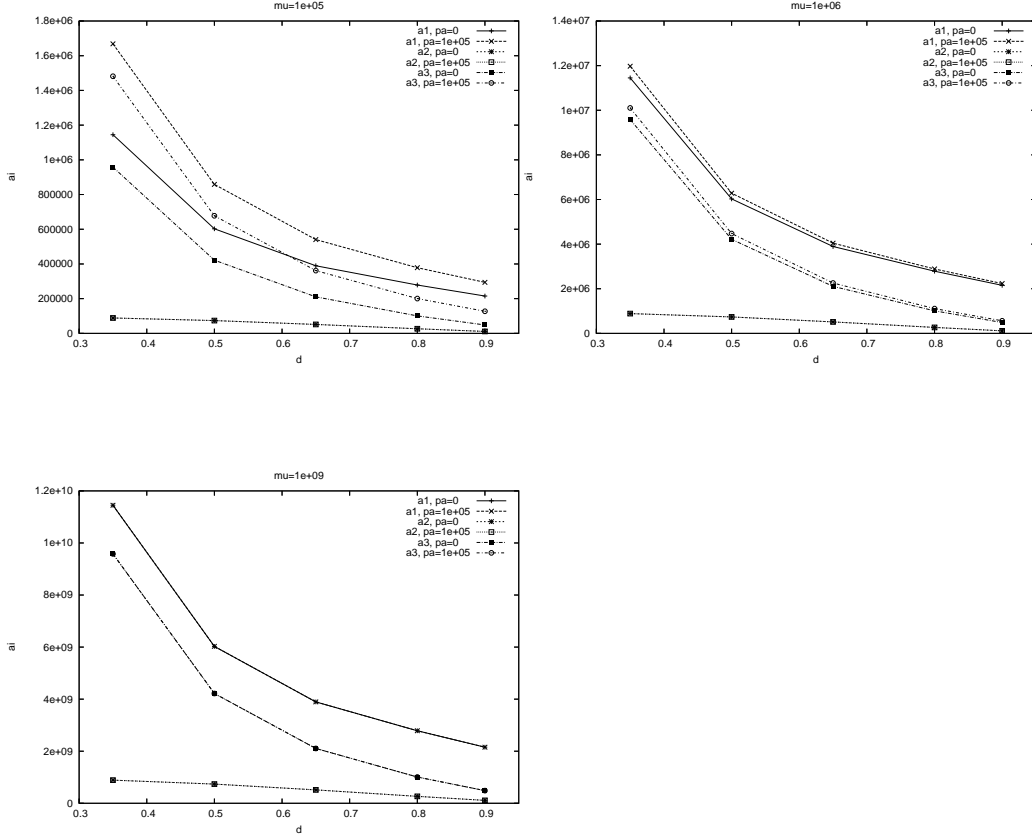 mu=1e+05
1.8e+06
1.6e+06
1.4e+06
1.2e+06
1e+06
800000
600000
400000
200000
0
ai
0.3
0.4
0.5
0.6
0.7
0.8
0.9
d
a1, pa=0
a1, pa=1e+05
a2, pa=0
a2, pa=1e+05
a3, pa=0
a3, pa=1e+05
mu=1e+06
1.4e+07
1.2e+07
1e+07
8e+06
6e+06
4e+06
2e+06
0
ai
0.3
0.4
0.5
0.6
0.7
0.8
0.9
d
a1, pa=0
a1, pa=1e+05
a2, pa=0
a2, pa=1e+05
a3, pa=0
a3, pa=1e+05
mu=1e+09
1.2e+10
1e+10
8e+09
6e+09
4e+09
2e+09
0
ai
0.3
0.4
0.5
0.6
0.7
0.8
0.9
d
a1, pa=0
a1, pa=1e+05
a2, pa=0
a2, pa=1e+05
a3, pa=0
a3, pa=1e+05